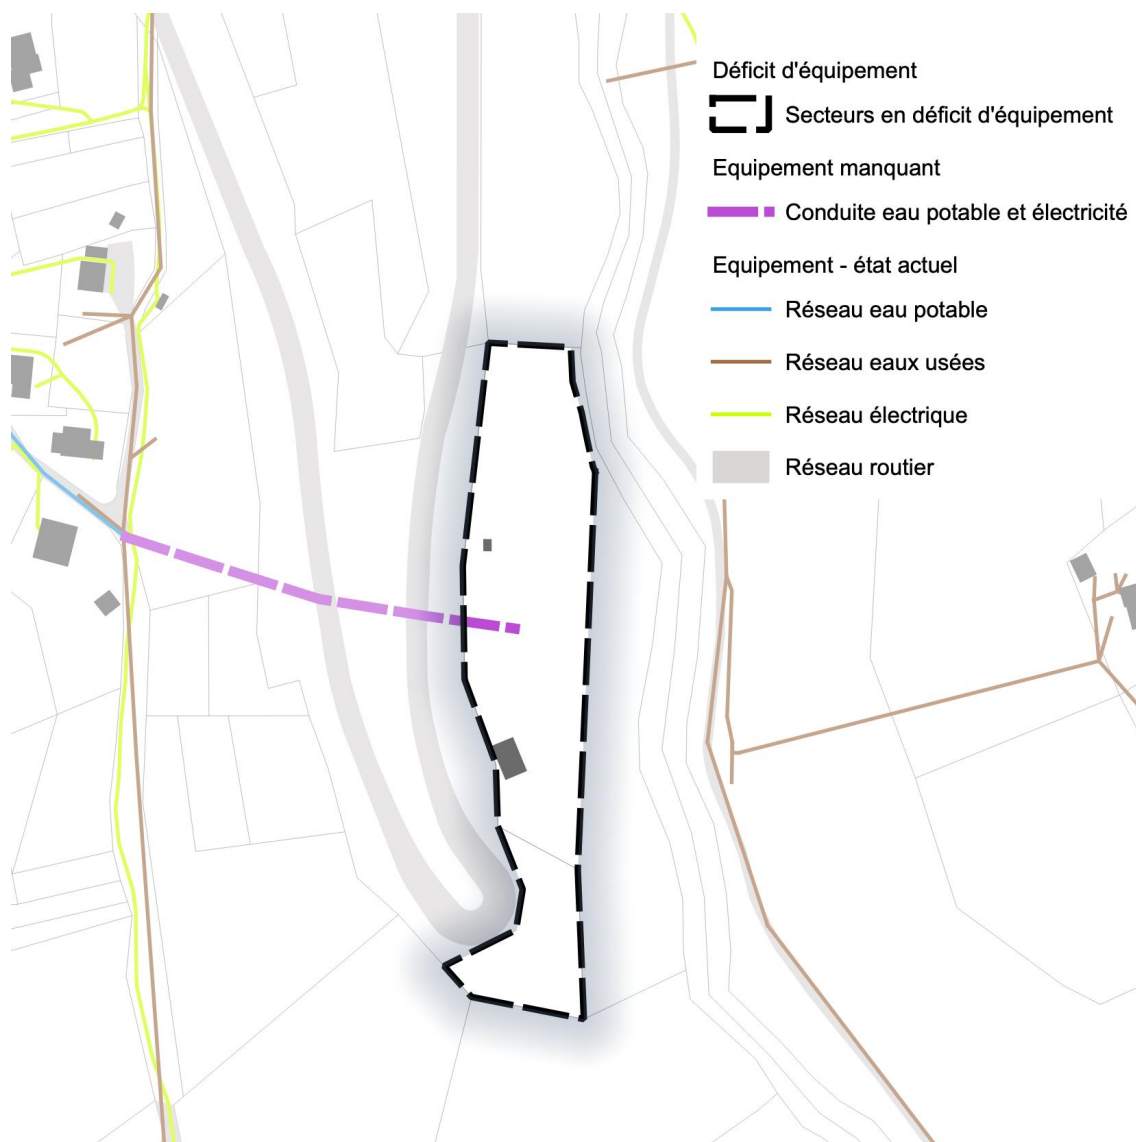 Déficit d'équipement
Secteurs en déficit d'équipement
Equipement manquant
Conduite eau potable et électricité
Equipement - état actuel
Réseau eau potable
Réseau eaux usées
Réseau électrique
Réseau routier